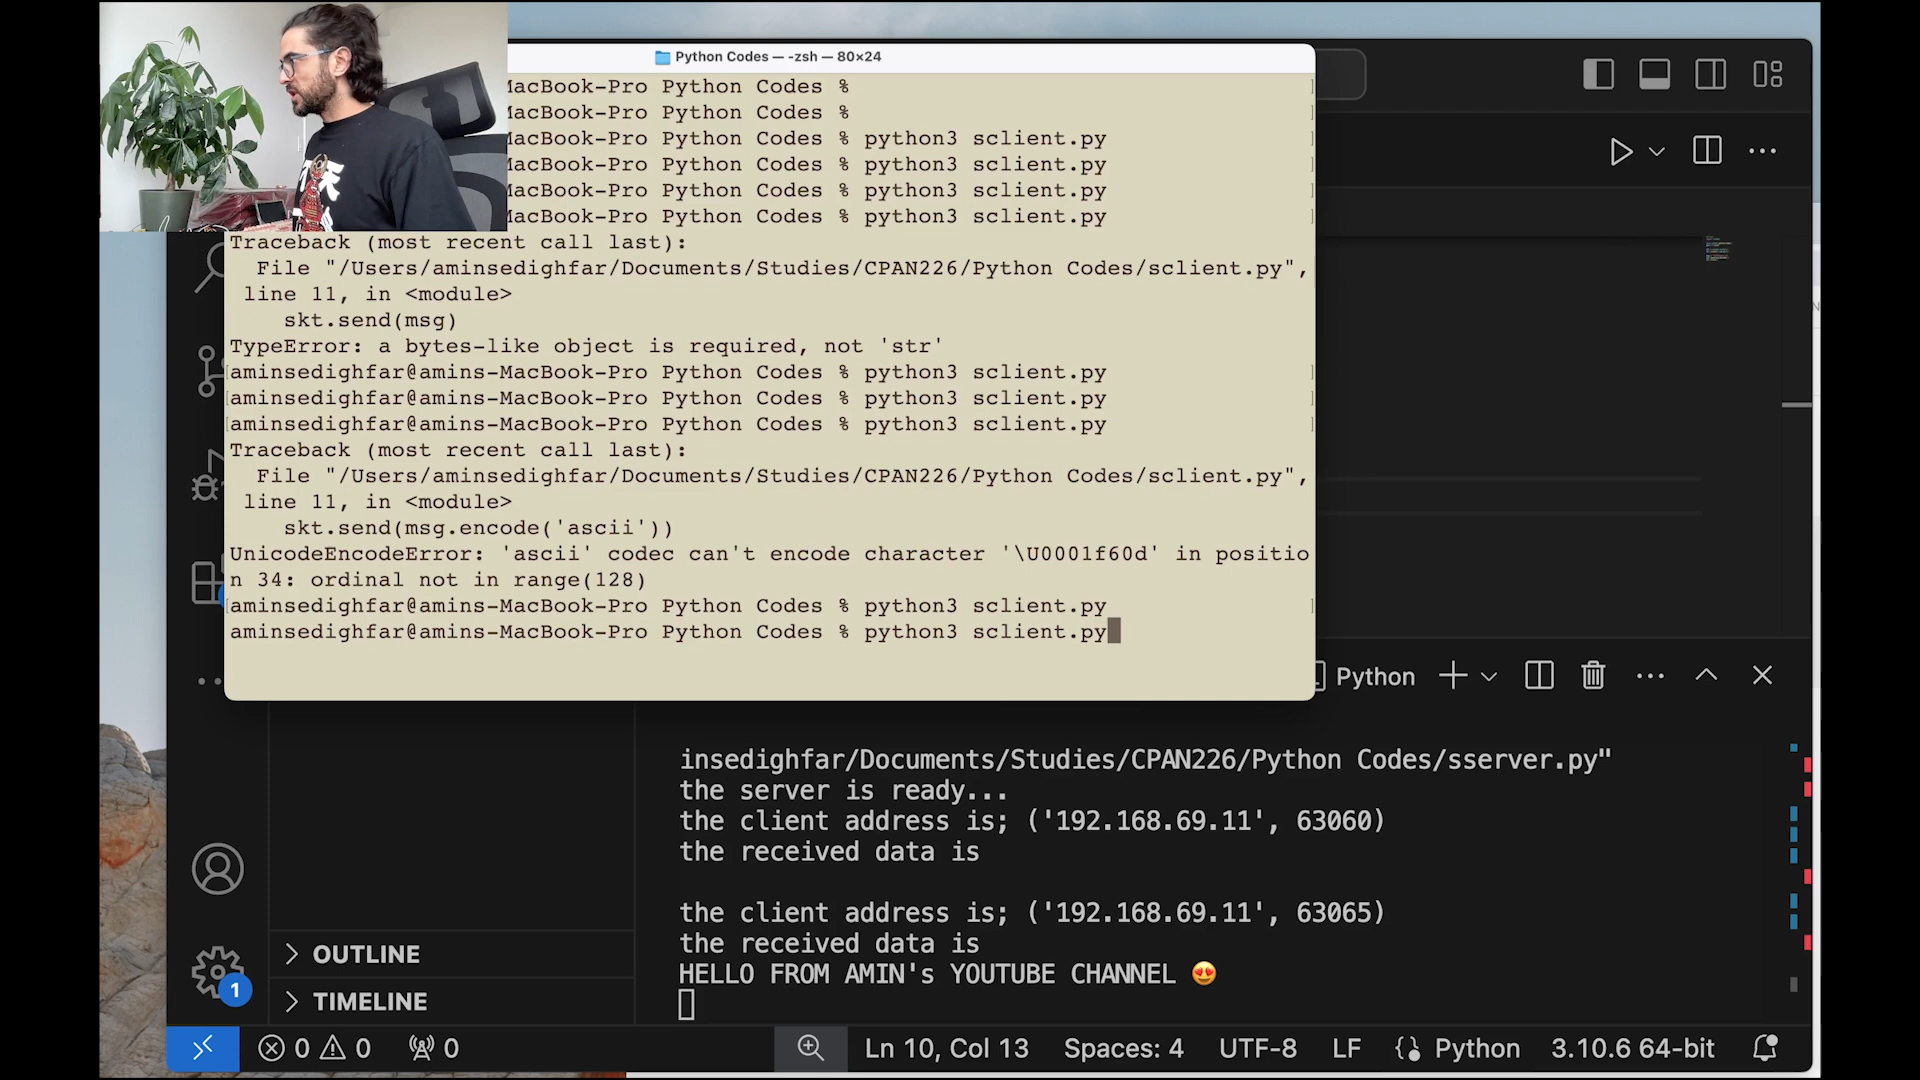 Python Codes — -zsh — 80×24
MacBook-Pro Python Codes %
MacBook-Pro Python Codes %
MacBook-Pro Python Codes % python3 sclient.py
MacBook-Pro Python Codes % python3 sclient.py
MacBook-Pro Python Codes % python3 sclient.py
MacBook-Pro Python Codes % python3 sclient.py
Traceback (most recent call last):
File "/Users/aminsedighfar/Documents/Studies/CPAN226/Python Codes/sclient.py",
line 11, in <module>
skt.send(msg)
TypeError: a bytes-like object is required, not 'str'
aminsedighfar@amins-MacBook-Pro Python Codes % python3 sclient.py
aminsedighfar@amins-MacBook-Pro Python Codes % python3 sclient.py
aminsedighfar@amins-MacBook-Pro Python Codes % python3 sclient.py
Traceback (most recent call last):
File "/Users/aminsedighfar/Documents/Studies/CPAN226/Python Codes/sclient.py",
line 11, in <module>
skt.send(msg.encode('ascii'))
UnicodeEncodeError: 'ascii' codec can't encode character '\U0001f60d' in positio
n 34: ordinal not in range(128)
aminsedighfar@amins-MacBook-Pro Python Codes % python3 sclient.py
aminsedighfar@amins-MacBook-Pro Python Codes % python3 sclient.py
Python
insedighfar/Documents/Studies/CPAN226/Python Codes/sserver.py"
the server is ready...
the client address is; ('192.168.69.11', 63060)
the received data is
the client address is; ('192.168.69.11', 63065)
the received data is
HELLO FROM AMIN's YOUTUBE CHANNEL 😍
OUTLINE
1
TIMELINE
0 0 0 Ln 10, Col 13 Spaces: 4 UTF-8 LF Python 3.10.6 64-bit